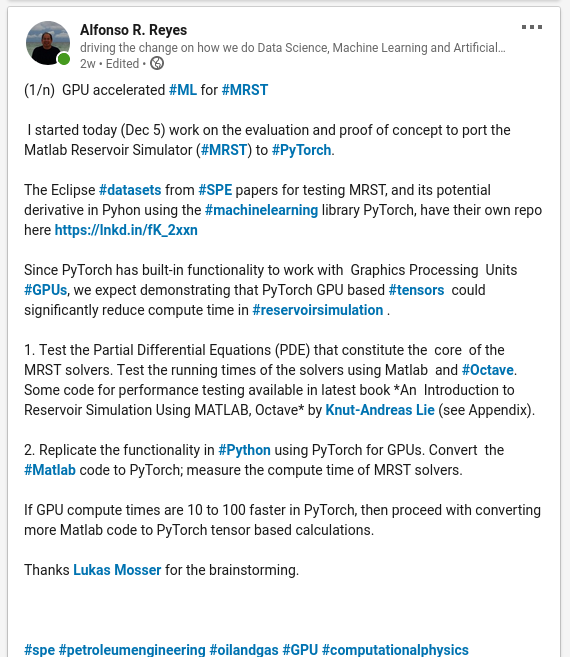 Alfonso R. Reyes
driving the change on how we do Data Science, Machine Learning and Artificial...
2w • Edited •
(1/n) GPU accelerated #ML for #MRST
I started today (Dec 5) work on the evaluation and proof of concept to port the
Matlab Reservoir Simulator (#MRST) to #PyTorch.
The Eclipse #datasets from #SPE papers for testing MRST, and its potential
derivative in Pyhon using the #machinelearning library PyTorch, have their own repo
here https://lnkd.in/fK_2xxn
Since PyTorch has built-in functionality to work with Graphics Processing Units
#GPUs, we expect demonstrating that PyTorch GPU based #tensors could
significantly reduce compute time in #reservoirsimulation .
1. Test the Partial Differential Equations (PDE) that constitute the core of the
MRST solvers. Test the running times of the solvers using Matlab and #Octave.
Some code for performance testing available in latest book *An Introduction to
Reservoir Simulation Using MATLAB, Octave* by Knut-Andreas Lie (see Appendix).
2. Replicate the functionality in #Python using PyTorch for GPUs. Convert the
#Matlab code to PyTorch; measure the compute time of MRST solvers.
If GPU compute times are 10 to 100 faster in PyTorch, then proceed with converting
more Matlab code to PyTorch tensor based calculations.
Thanks Lukas Mosser for the brainstorming.
#spe #petroleumengineering #oilandgas #GPU #computationalphysics